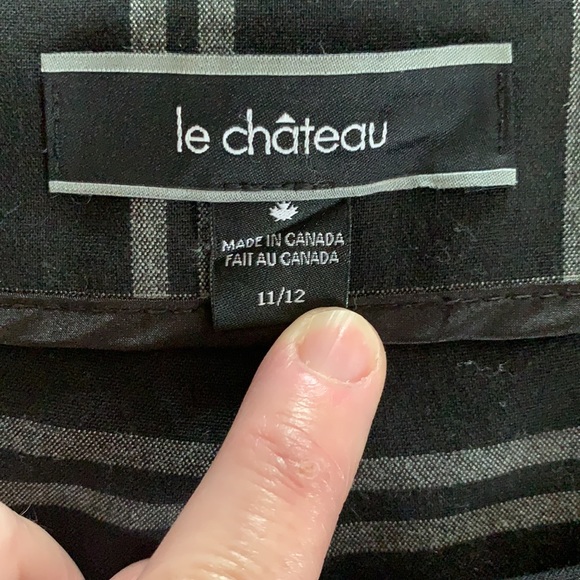 le château
MADE IN CANADA
FAIT AU CANADA
11/12